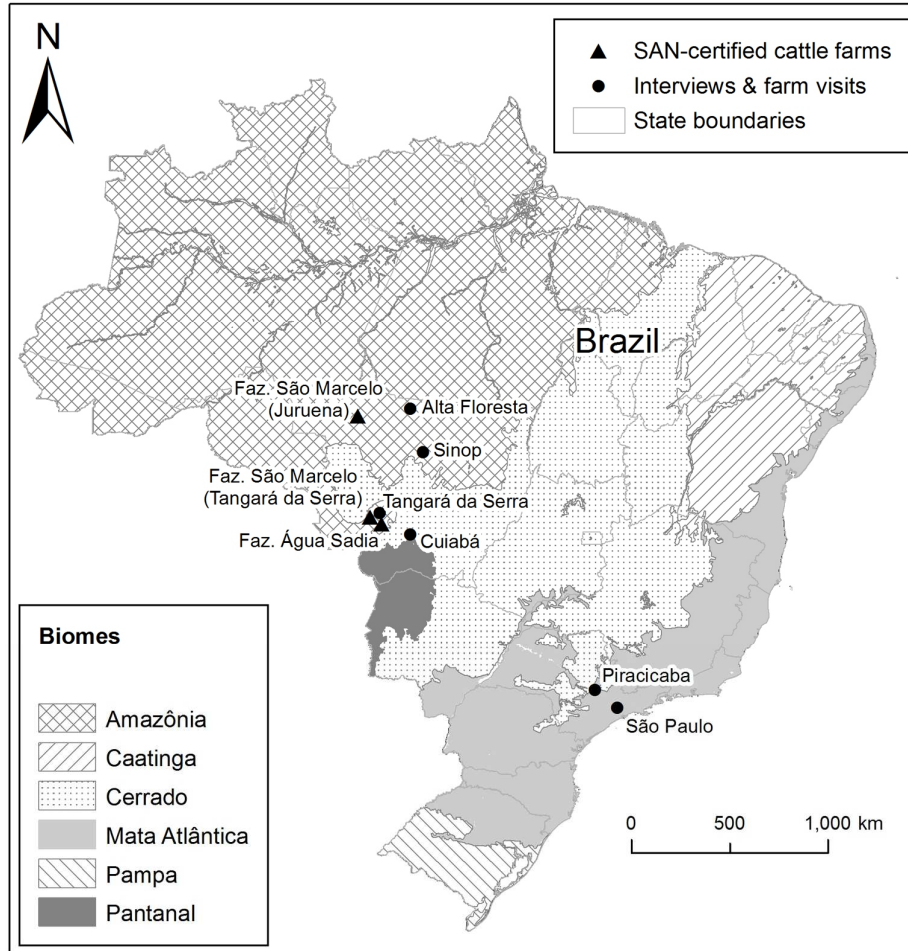 N
SAN-certified cattle farms
Interviews & farm visits
State boundaries
Brazil
Faz. São Marcelo
(Juruena)
Alta Floresta
Sinop
Faz. São Marcelo
(Tangará da Serra)
Tangará da Serra
Faz. Água Sadia
Cuiabá
Piracicaba
São Paulo
Biomes
Amazônia
Caatinga
Cerrado
Mata Atlântica
Pampa
Pantanal
0 500 1,000 km